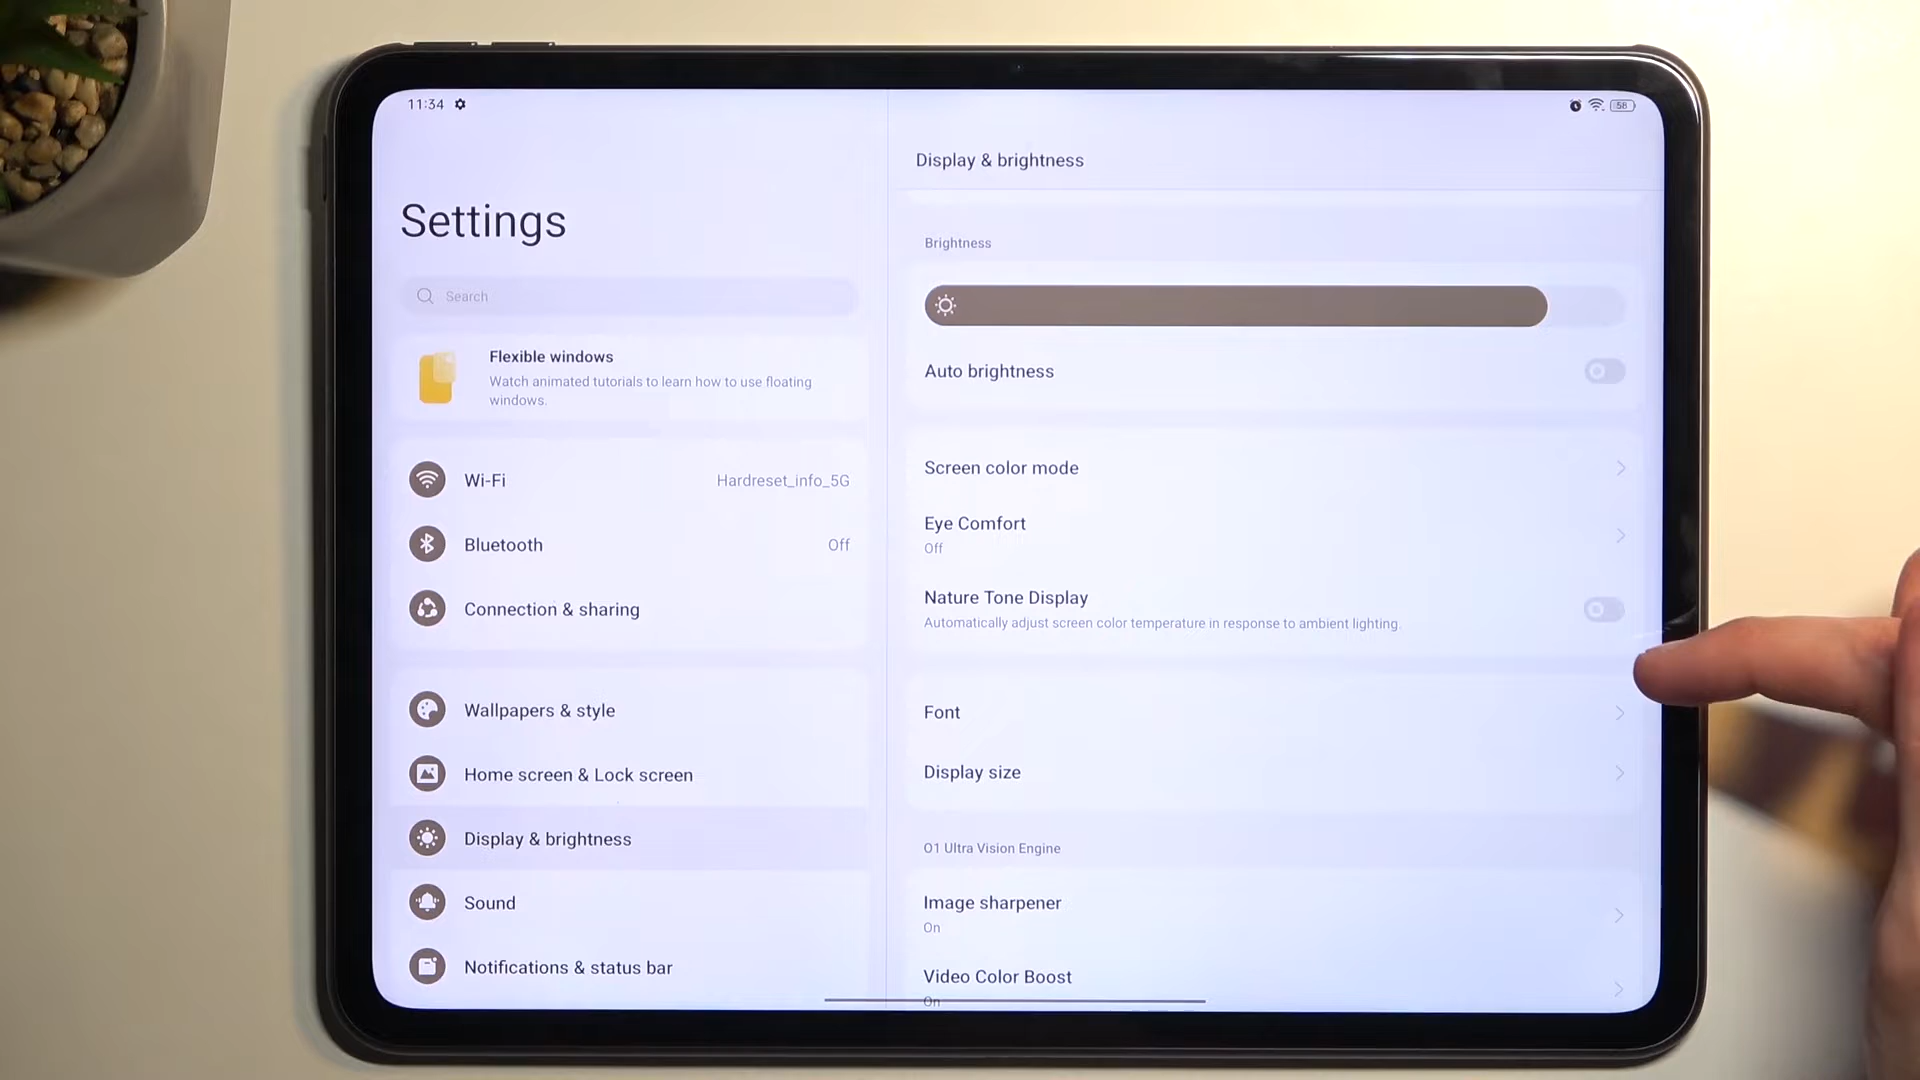 11:34
58
Settings
Search
Flexible windows
Watch animated tutorials to learn how to use floating
windows.
Wi-Fi
Hardreset_info_5G
Bluetooth
Off
Connection & sharing
Wallpapers & style
Home screen & Lock screen
Display & brightness
Sound
Notifications & status bar
Display & brightness
Brightness
Auto brightness
Screen color mode
Eye Comfort
Off
Nature Tone Display
Automatically adjust screen color temperature in response to ambient lighting.
Font
Display size
O1 Ultra Vision Engine
Image sharpener
On
Video Color Boost
On